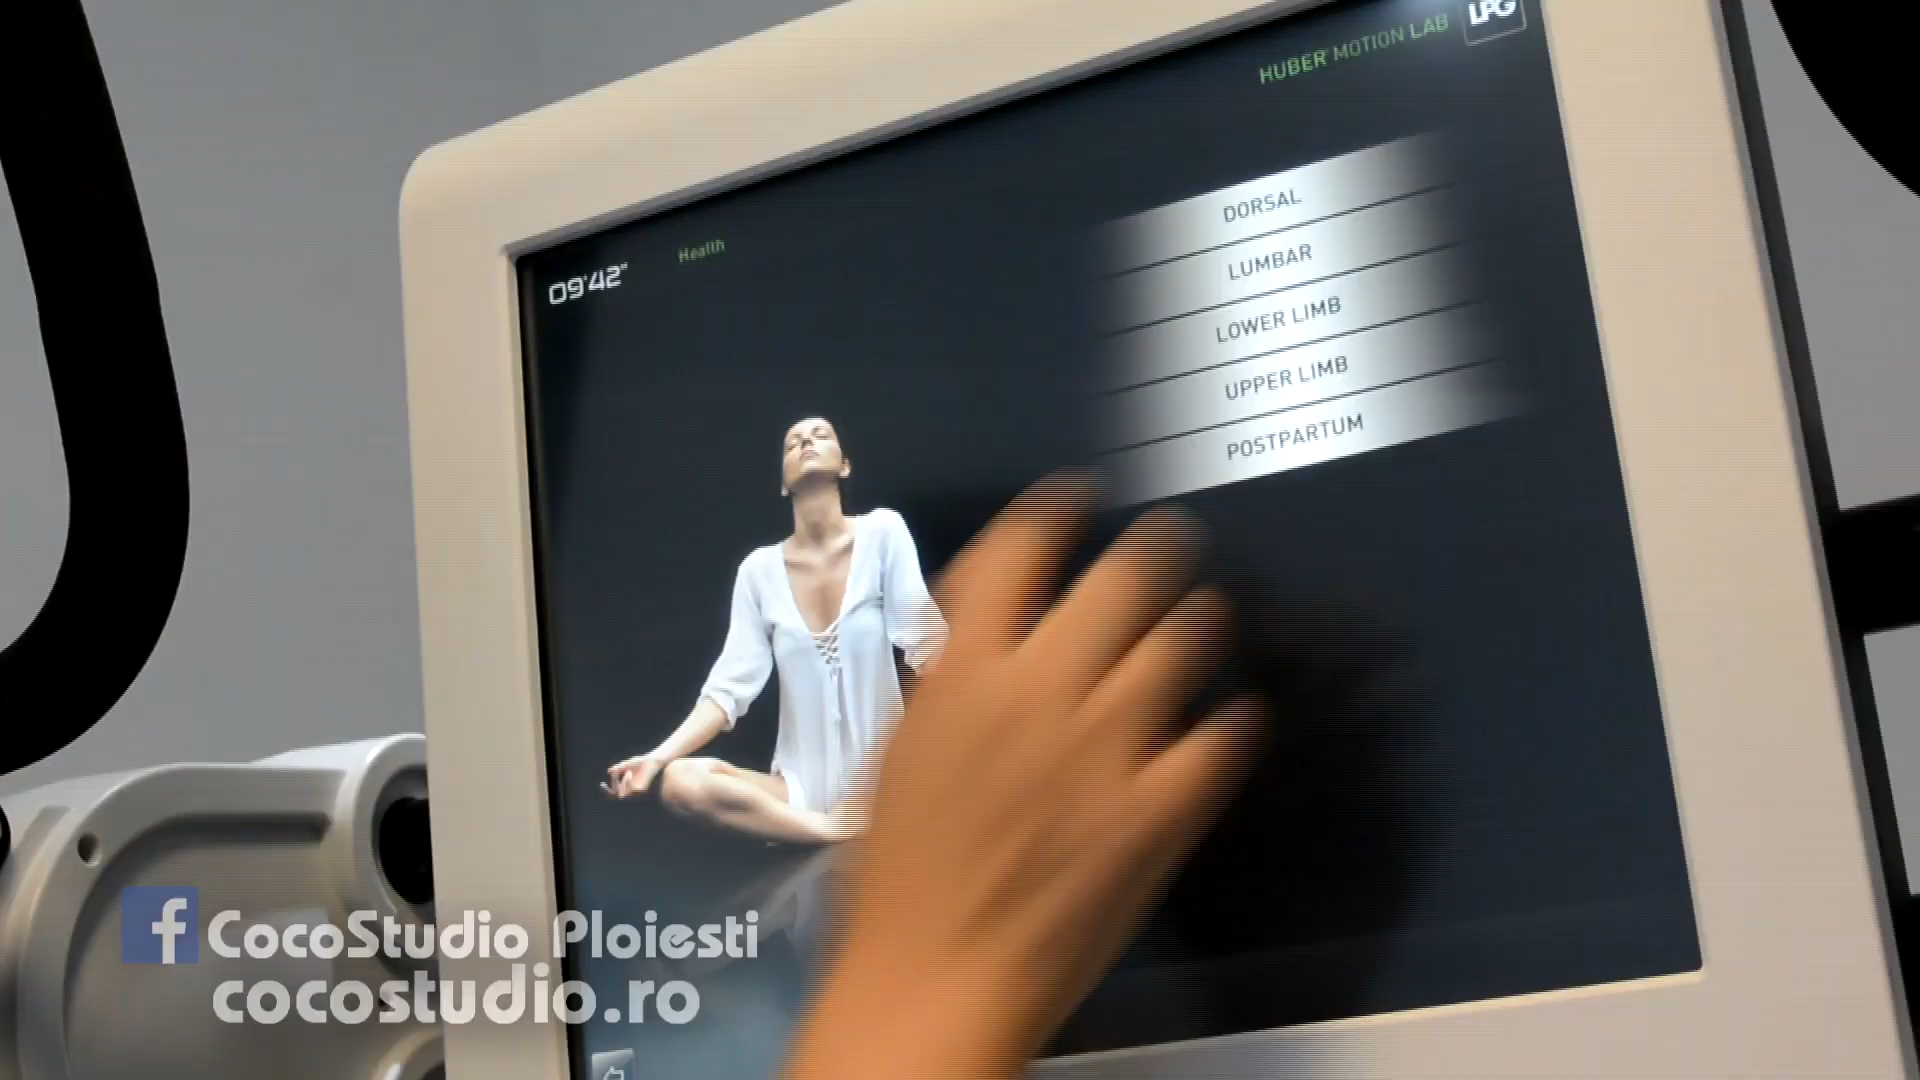 HUBER MOTION LAB
LPG
09'42"
Health
DORSAL
LUMBAR
LOWER LIMB
UPPER LIMB
POSTPARTUM
f CocoStudio Ploiesti
cocostudio.ro